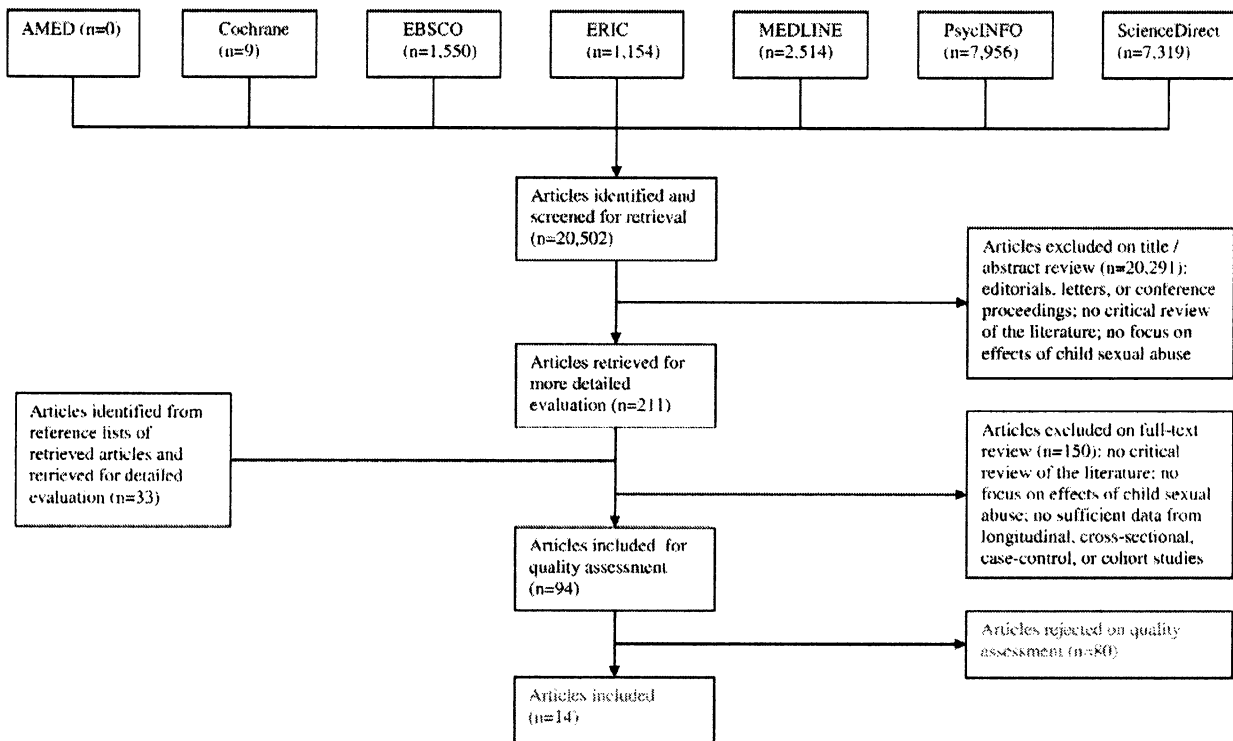 AMED (n=0)
Cochrane
(n=9)
EBSCO
(n=1,550)
ERIC
(n=1,154)
MEDLINE
(n=2,514)
PsycINFO
(n=7,956)
ScienceDirect
(n=7,319)
Articles identified and
screened for retrieval
(n=20,502)
Articles excluded on title /
abstract review (n=20,291):
editorials, letters, or conference
proceedings; no critical review
of the literature; no focus on
effects of child sexual abuse
Articles retrieved for
more detailed
evaluation (n=211)
Articles identified from
reference lists of
retrieved articles and
retrieved for detailed
evaluation (n=33)
Articles excluded on full-text
review (n=150): no critical
review of the literature; no
focus on effects of child sexual
abuse; no sufficient data from
longitudinal, cross-sectional,
case-control, or cohort studies
Articles included for
quality assessment
(n=94)
Articles rejected on quality
assessment (n=80)
Articles included
(n=14)